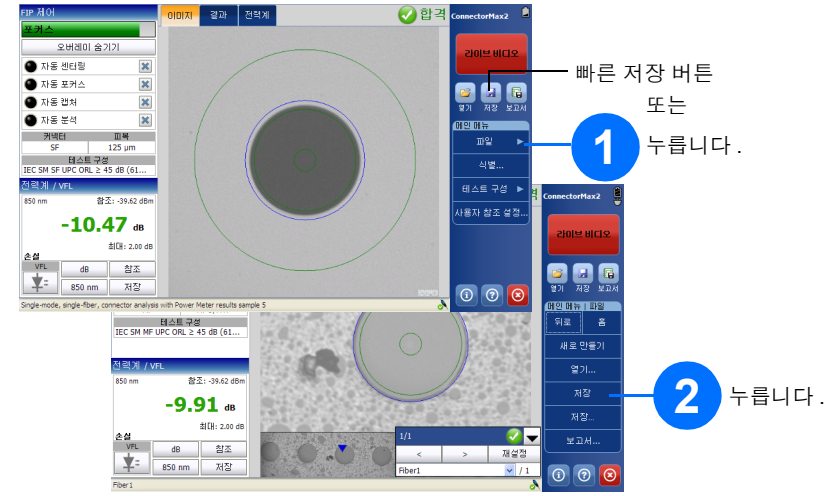 FIP 제어
이미지
결과
전력계
합격
ConnectorMax2
포커스
오버레이 숨기기
자동 센터링
자동 포커스
자동 캡처
자동 분석
커넥터
피복
SF
125 µm
테스트 구성
IEC SM SF UPC ORL ≥ 45 dB (61...
전력계 / VFL
850 nm
참조: -39.62 dBm
-10.47 dB
최대: 2.00 dB
손실
VFL
dB
참조
850 nm
저장
Single-mode, single-fiber, connector analysis with Power Meter results sample 5
라이브 비디오
열기
저장
보고서
메인 메뉴
파일
식별...
테스트 구성
사용자 참조 설정...
빠른 저장 버튼
또는
1
누릅니다.
ConnectorMax2
라이브 비디오
열기
저장
보고서
메인 메뉴 | 파일
뒤로
홈
새로 만들기
열기...
저장
저장...
보고서...
2
누릅니다.
테스트 구성
IEC SM MF UPC ORL ≥ 45 dB (61...
전력계 / VFL
850 nm
참조: -39.62 dBm
-9.91 dB
최대: 2.00 dB
손실
VFL
dB
참조
850 nm
저장
1/1
<
>
재설정
Fiber1
/ 1
Fiber1